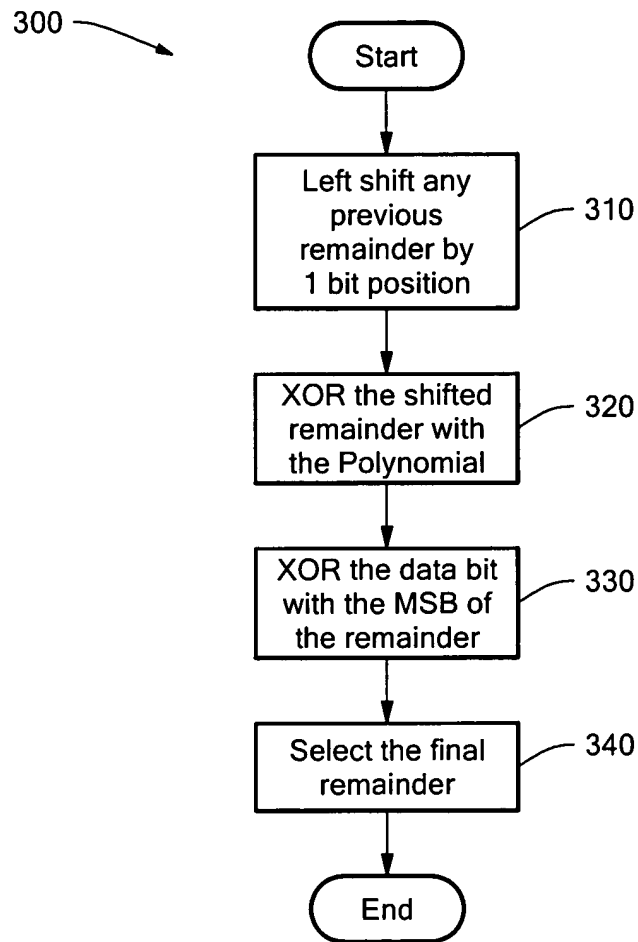 300
Start
Left shift any
previous
remainder by
1 bit position
310
XOR the shifted
remainder with
the Polynomial
320
XOR the data bit
with the MSB of
the remainder
330
Select the final
remainder
340
End